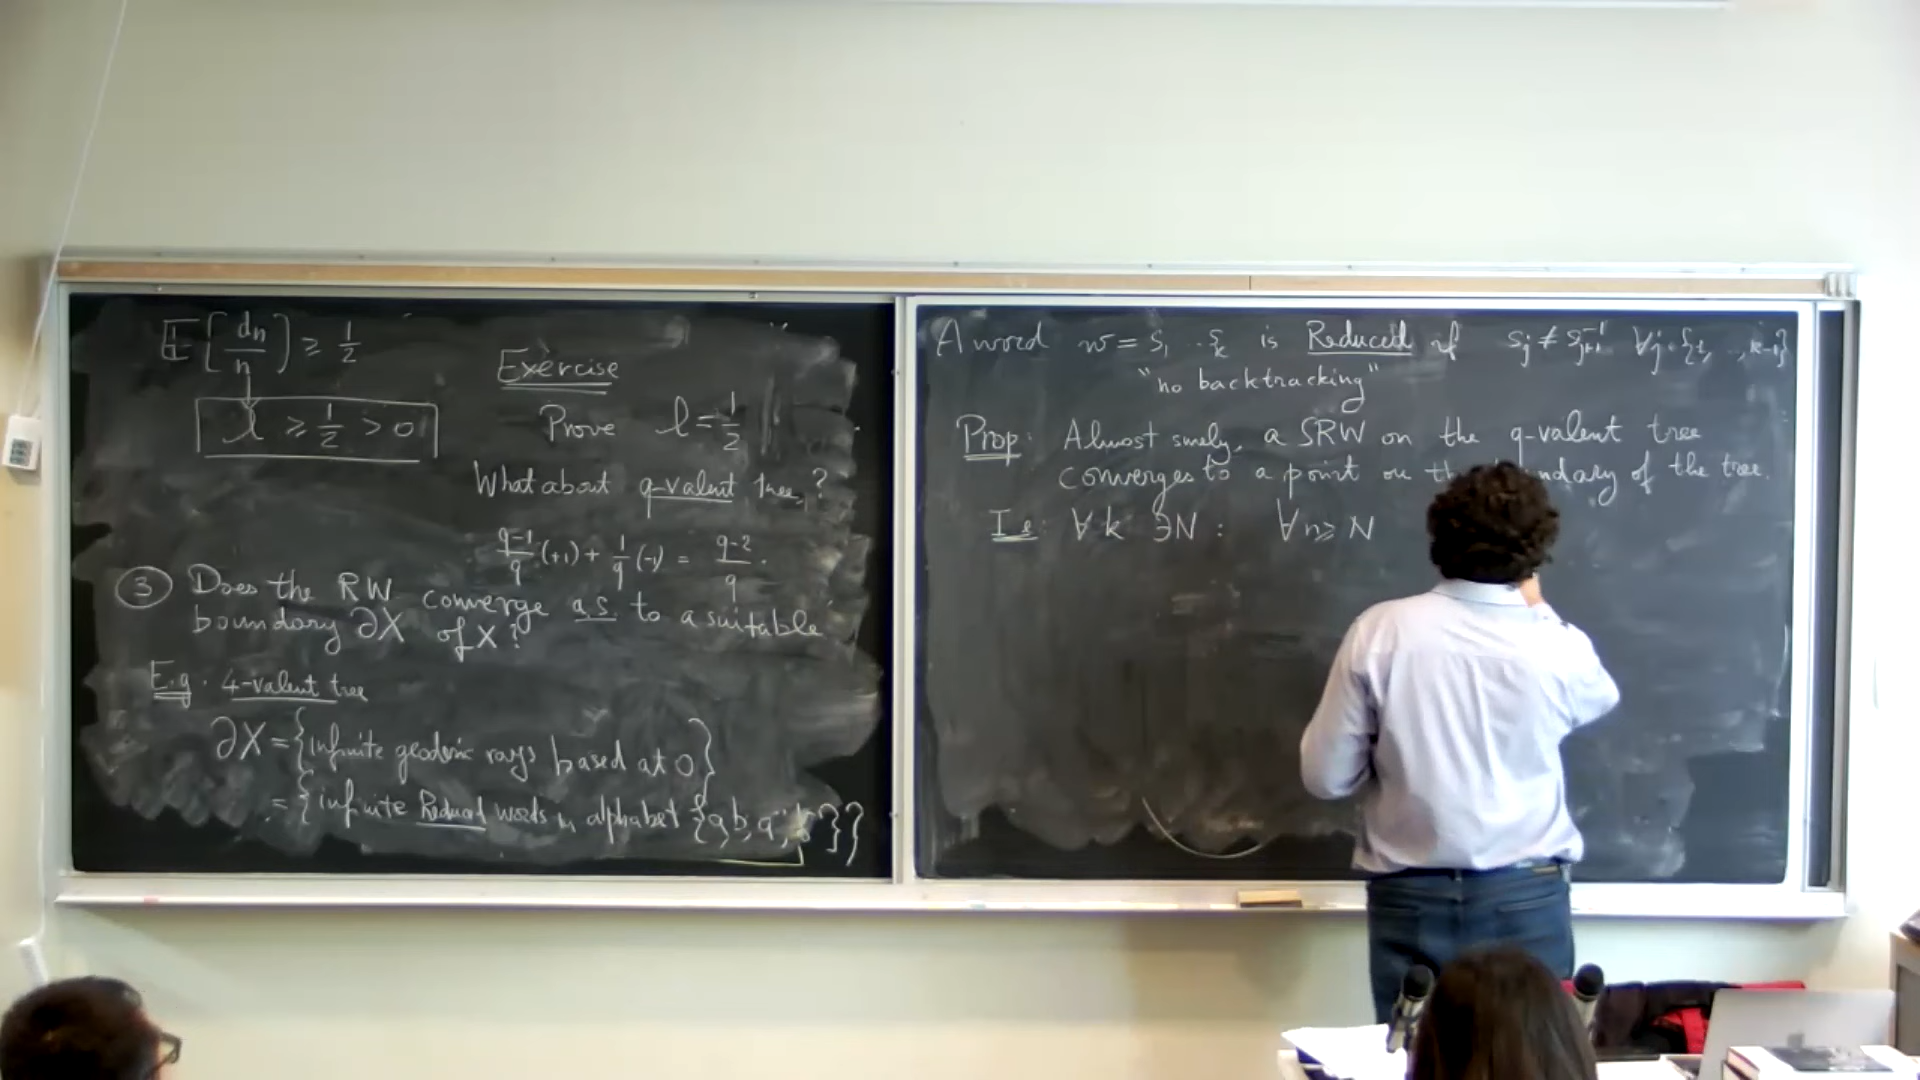 E[dn/n] ≥ 1/2
ℓ ≥ 1/2 > 0
Exercise
Prove ℓ = 1/2
What about q-valent tree?
q-1/q (+1) + 1/q (-1) = q-2/q.
③ Does the RW converge a.s. to a suitable
boundary ∂X of X?
E.g. 4-valent tree
∂X = {infinite geodesic rays based at 0}
= {infinite Reduced words in alphabet {a, b, a⁻¹, b⁻¹}}
A word w = s₁ .. sₖ is Reduced if sⱼ ≠ sⱼ₊₁⁻¹ ∀j ∈ {1, .., k-1}
"no backtracking"
Prop: Almost surely, a SRW on the q-valent tree
converges to a point on the boundary of the tree.
I.e: ∀k ∃N : ∀n ≥ N